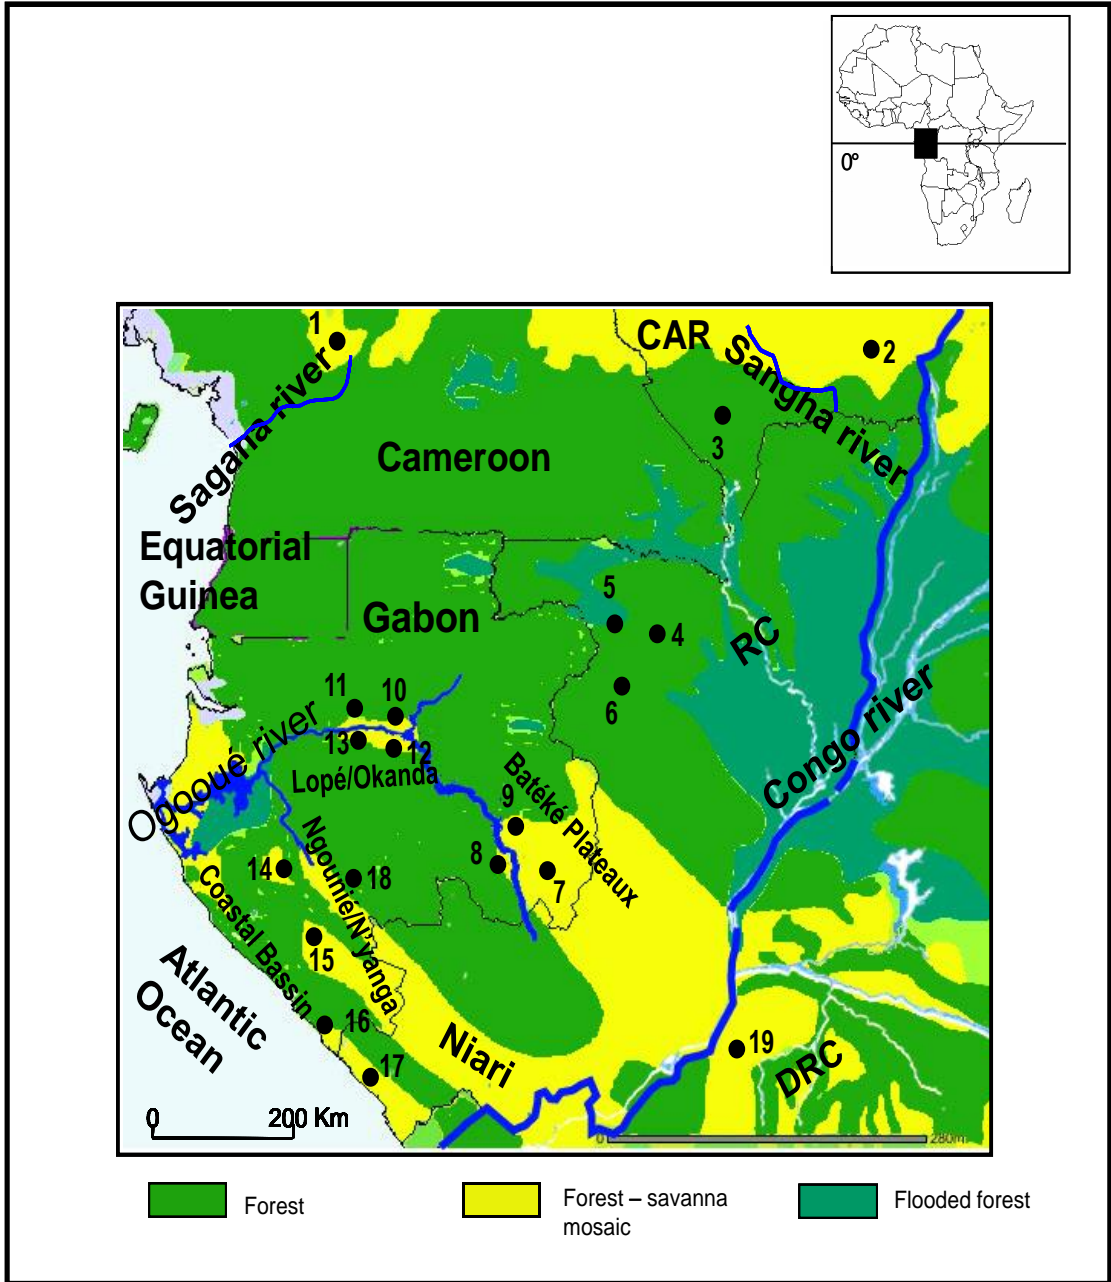 0°
1
CAR
2
Sangha river
3
Sagana river
Cameroon
Equatorial
Guinea
Gabon
5
4
RC
6
11
10
Ogooué river
13
12
Lopé/Okanda
Congo river
Batéké Plateaux
9
8
7
14
Ngounié/N'yanga
18
Coastal Bassin
15
Atlantic
Ocean
16
17
Niari
19
DRC
0
200 Km
0
280m
Forest
Forest – savanna
mosaic
Flooded forest